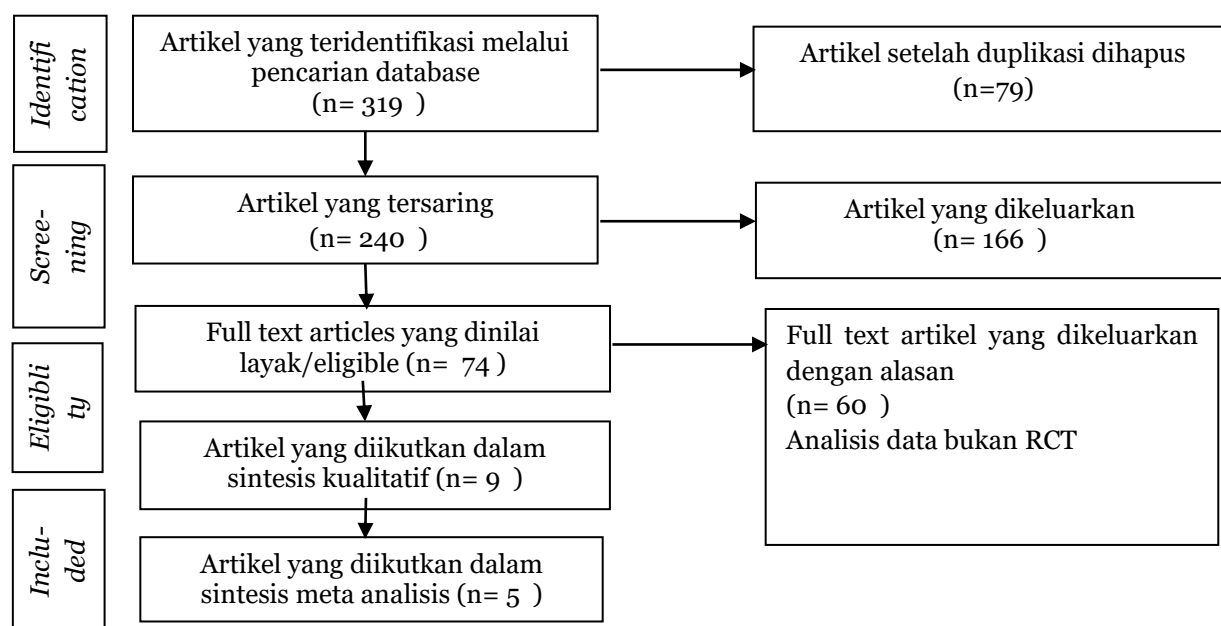 Identifi
cation
Artikel yang teridentifikasi melalui
pencarian database
(n= 319 )
Artikel setelah duplikasi dihapus
(n=79)
Scree-
ning
Artikel yang tersaring
(n= 240 )
Artikel yang dikeluarkan
(n= 166 )
Eligibli
ty
Full text articles yang dinilai
layak/eligible (n= 74 )
Full text artikel yang dikeluarkan
dengan alasan
(n= 60 )
Analisis data bukan RCT
Artikel yang diikutkan dalam
sintesis kualitatif (n= 9 )
Inclu-
ded
Artikel yang diikutkan dalam
sintesis meta analisis (n= 5 )